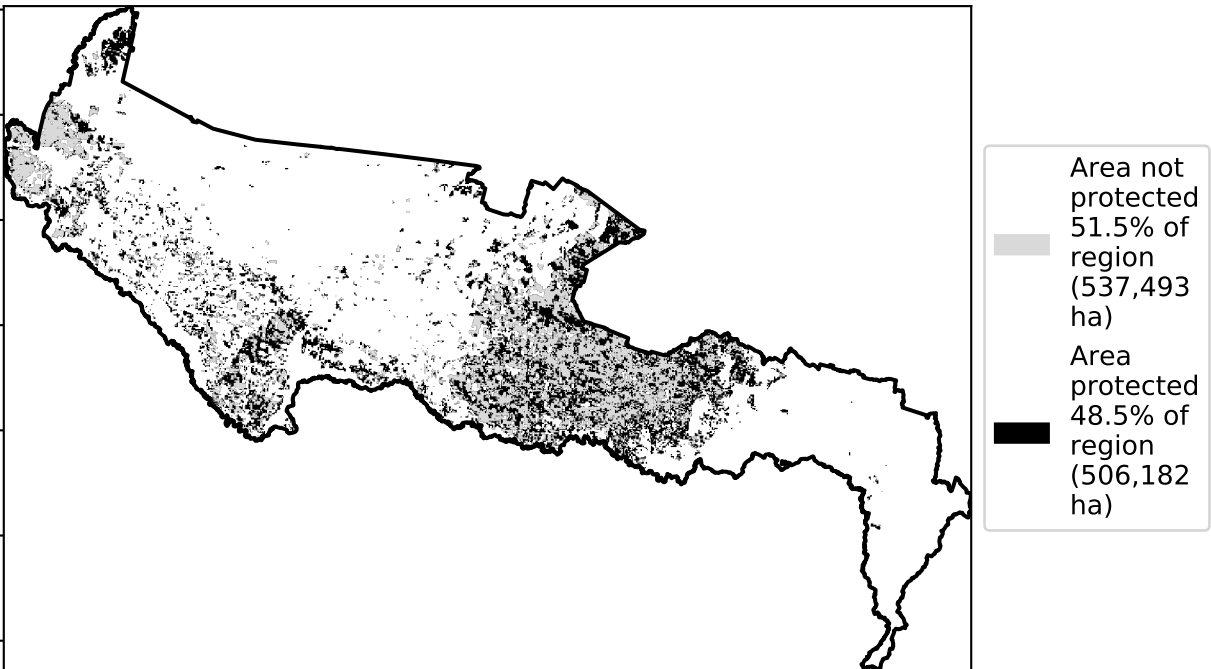 Area not
protected
51.5% of
region
(537,493
ha)
Area
protected
48.5% of
region
(506,182
ha)